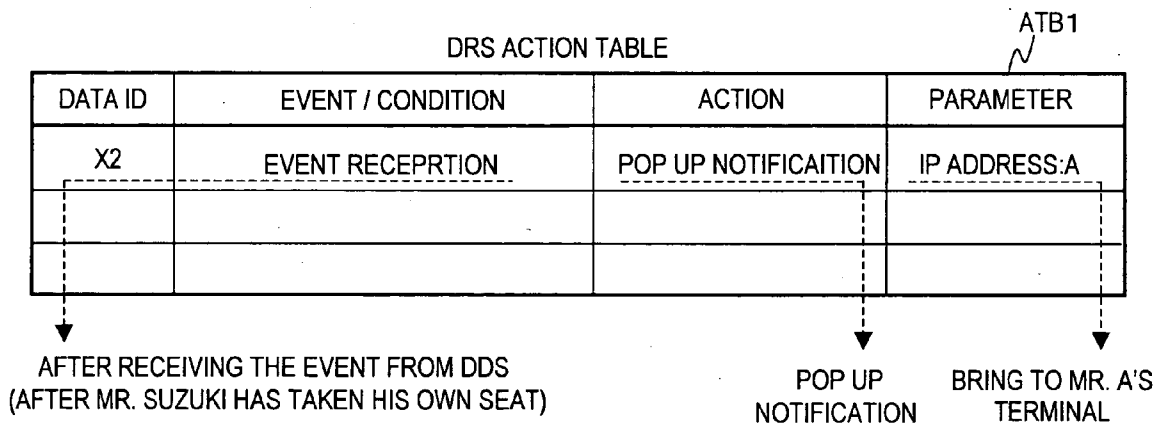 ATB1
DRS ACTION TABLE
DATA ID EVENT / CONDITION ACTION PARAMETER
X2 EVENT RECEPRTION POP UP NOTIFICAITION IP ADDRESS:A
AFTER RECEIVING THE EVENT FROM DDS
(AFTER MR. SUZUKI HAS TAKEN HIS OWN SEAT)
POP UP
NOTIFICATION
BRING TO MR. A'S
TERMINAL